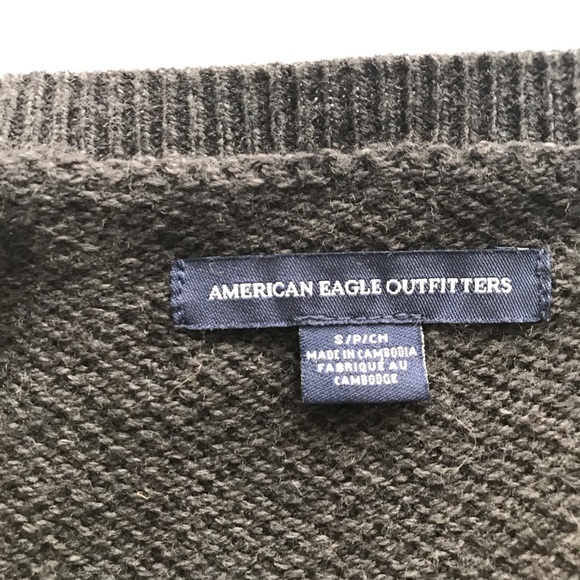 AMERICAN EAGLE OUTFITTERS
S/P/CH
MADE IN CAMBODIA
FABRIQUE AU
CAMBODGE